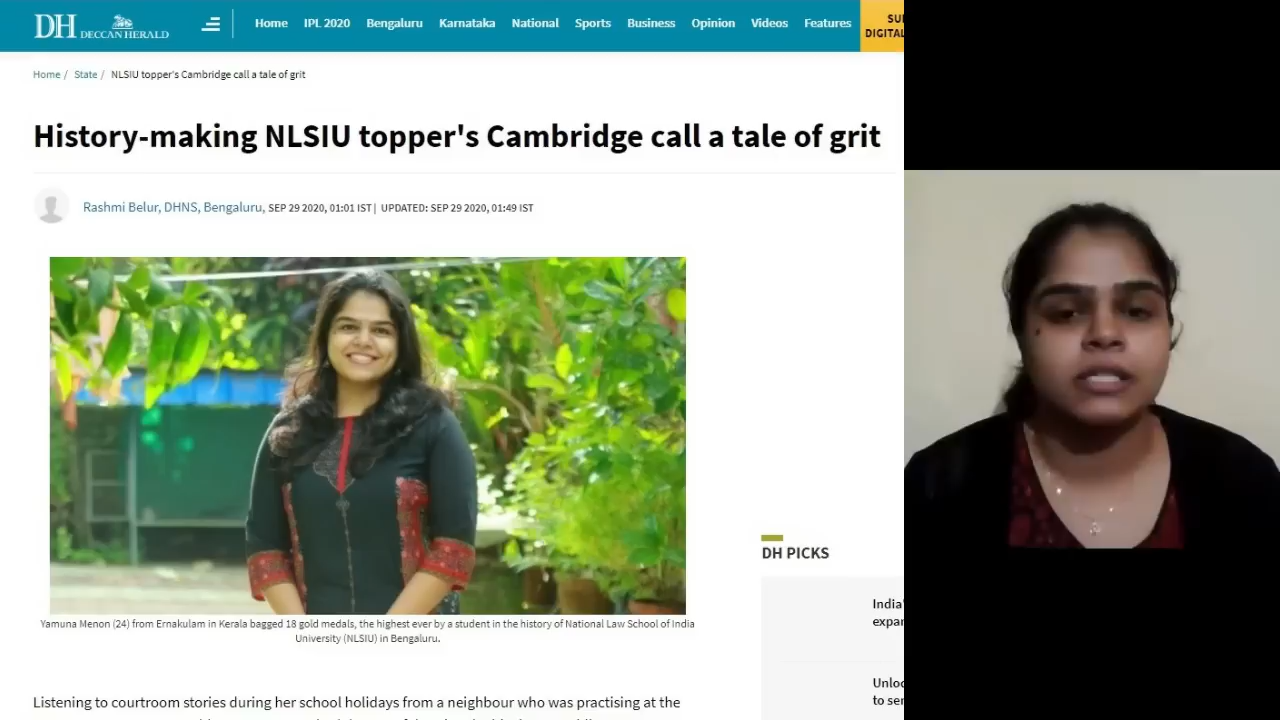 DH DECCAN HERALD
Home IPL 2020 Bengaluru Karnataka National Sports Business Opinion Videos Features
DIGITAL
Home / State / NLSIU topper's Cambridge call a tale of grit
History-making NLSIU topper's Cambridge call a tale of grit
Rashmi Belur, DHNS, Bengaluru, SEP 29 2020, 01:01 IST | UPDATED: SEP 29 2020, 01:49 IST
Yamuna Menon (24) from Ernakulam in Kerala bagged 18 gold medals, the highest ever by a student in the history of National Law School of India
University (NLSIU) in Bengaluru.
DH PICKS
Listening to courtroom stories during her school holidays from a neighbour who was practising at the